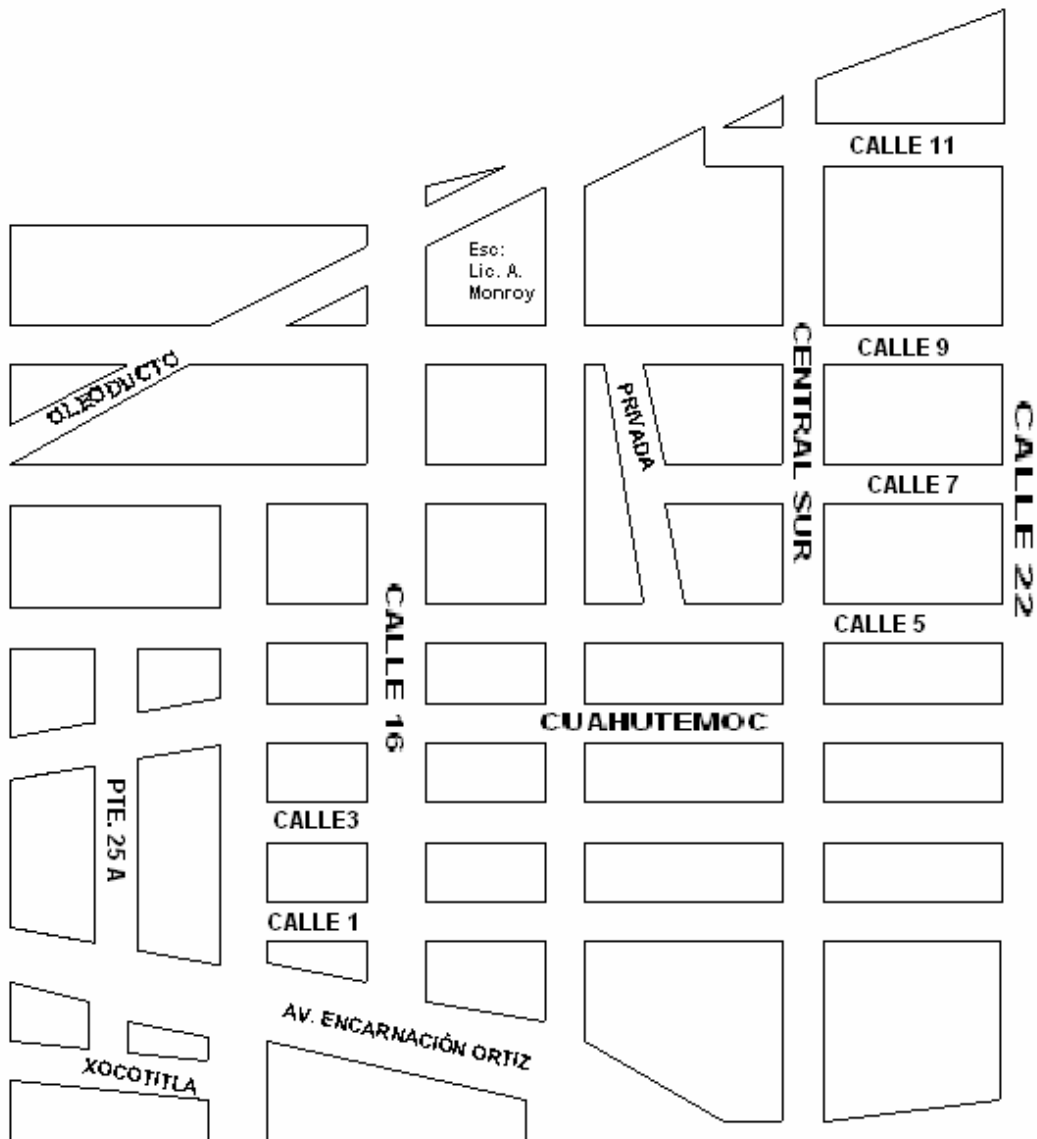 CALLE 11
Esc:
Lic. A.
Monroy
CENTRAL SUR
CALLE 9
OLEODUCTO
PRIVADA
CALLE 22
CALLE 7
CALLE 16
CALLE 5
CUAHUTEMOC
PTE. 25 A
CALLE3
CALLE 1
AV. ENCARNACIÓN ORTIZ
XOCOTITLA